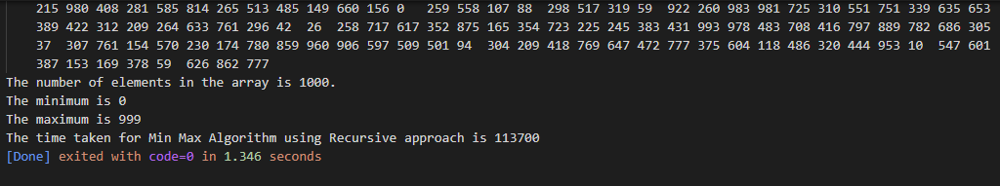 215 980 408 281 585 814 265 513 485 149 660 156 0 259 558 107 88 298 517 319 59 922 260 983 981 725 310 551 751 339 635 653
389 422 312 209 264 633 761 296 42 26 258 717 617 352 875 165 354 723 225 245 383 431 993 978 483 708 416 797 889 782 686 305
37 307 761 154 570 230 174 780 859 960 906 597 509 501 94 304 209 418 769 647 472 777 375 604 118 486 320 444 953 10 547 601
387 153 169 378 59 626 862 777
The number of elements in the array is 1000.
The minimum is 0
The maximum is 999
The time taken for Min Max Algorithm using Recursive approach is 113700
[Done] exited with code=0 in 1.346 seconds